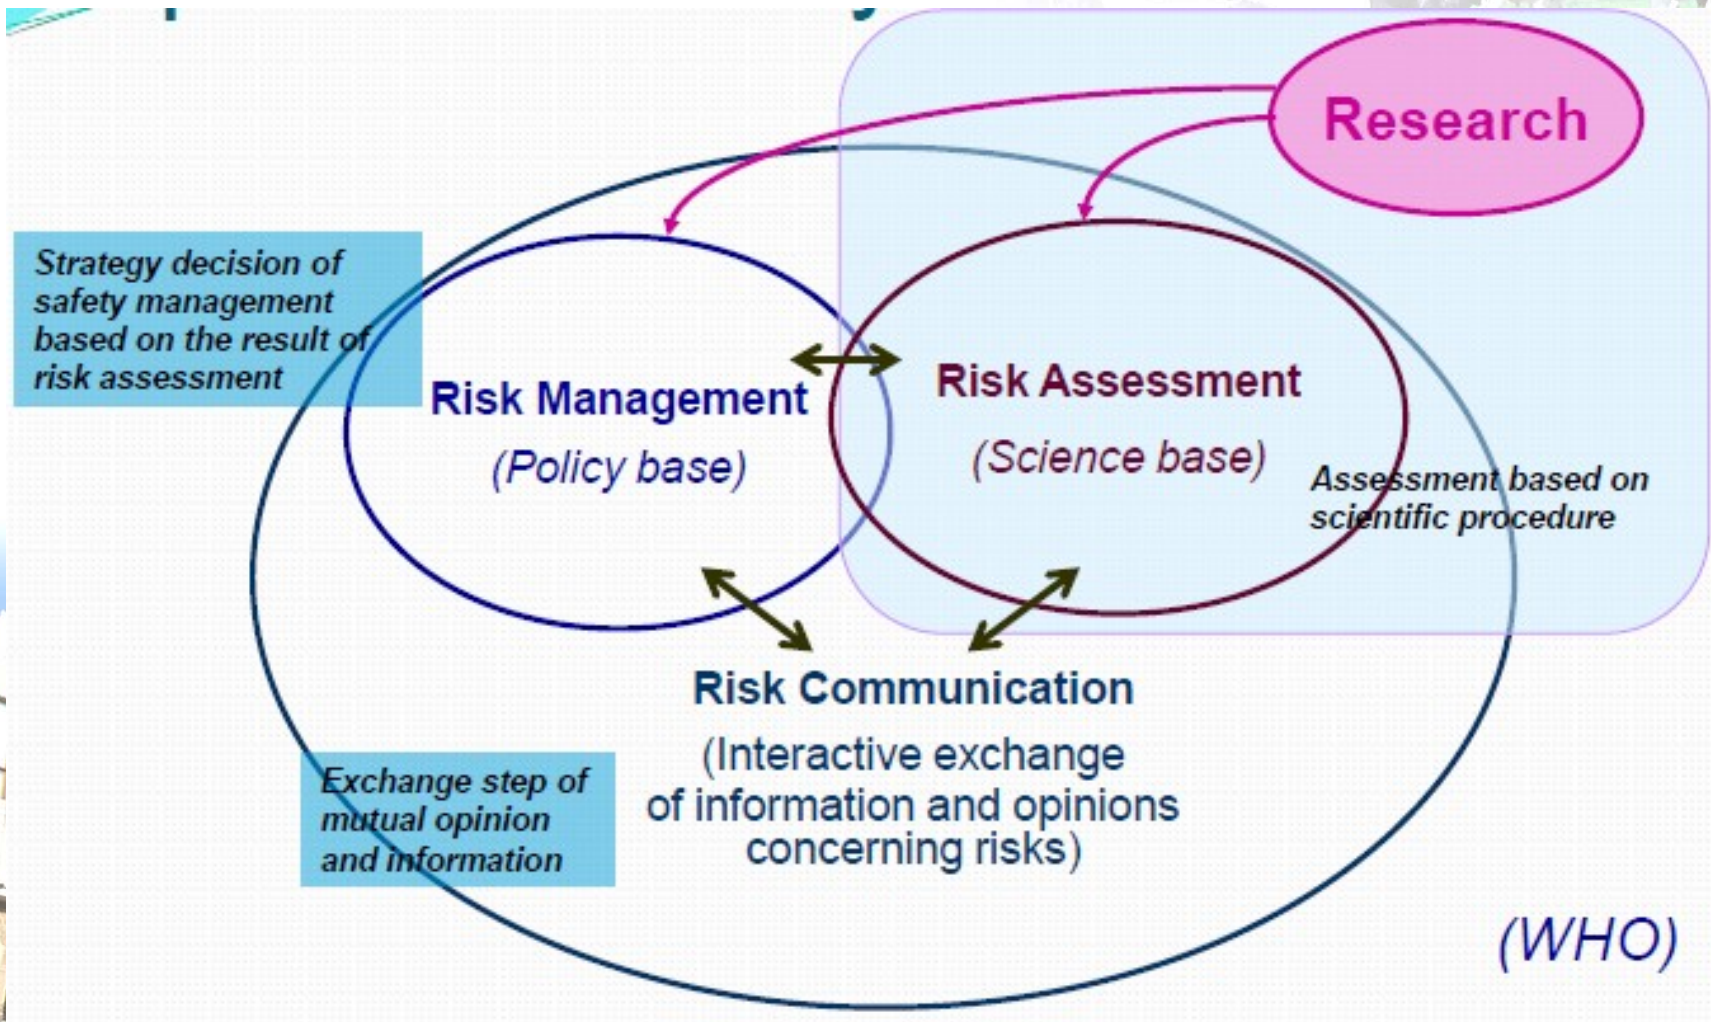 Research
Strategy decision of
safety management
based on the result of
risk assessment
Risk Management
(Policy base)
Risk Assessment
(Science base)
Assessment based on
scientific procedure
Risk Communication
(Interactive exchange
of information and opinions
concerning risks)
Exchange step of
mutual opinion
and information
(WHO)